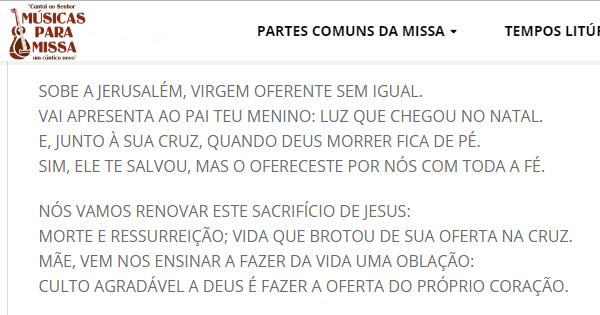 "Cantai ao Senhor
MÚSICAS
PARA
MISSA
um cântico novo"
PARTES COMUNS DA MISSA
TEMPOS LITÚR
SOBE A JERUSALÉM, VIRGEM OFERENTE SEM IGUAL.
VAI APRESENTA AO PAI TEU MENINO: LUZ QUE CHEGOU NO NATAL.
E, JUNTO À SUA CRUZ, QUANDO DEUS MORRER FICA DE PÉ.
SIM, ELE TE SALVOU, MAS O OFERECESTE POR NÓS COM TODA A FÉ.
NÓS VAMOS RENOVAR ESTE SACRIFÍCIO DE JESUS:
MORTE E RESSURREIÇÃO; VIDA QUE BROTOU DE SUA OFERTA NA CRUZ.
MÃE, VEM NOS ENSINAR A FAZER DA VIDA UMA OBLAÇÃO:
CULTO AGRADÁVEL A DEUS É FAZER A OFERTA DO PRÓPRIO CORAÇÃO.